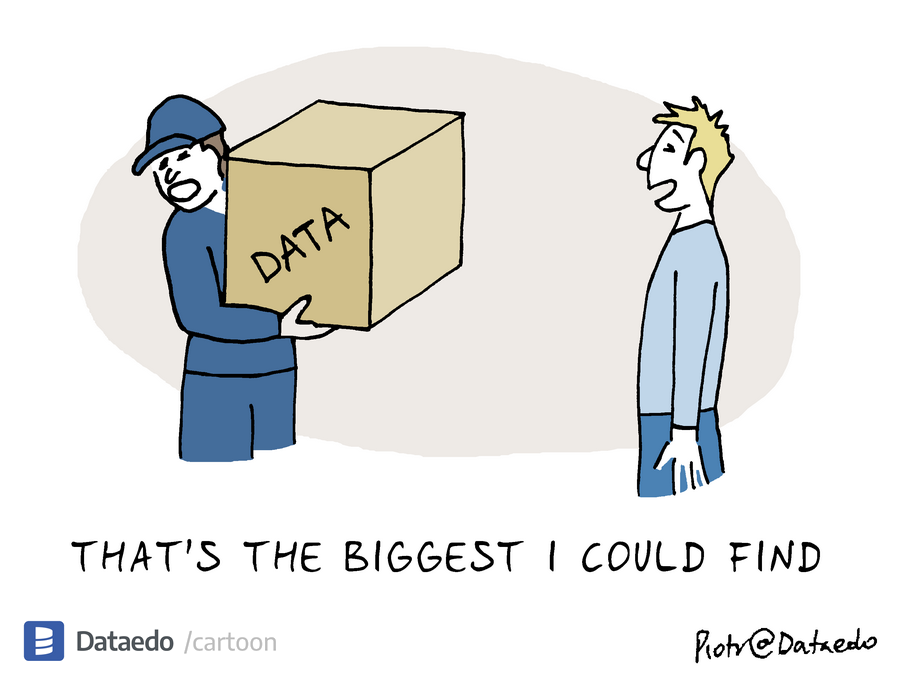 DATA
THAT'S THE BIGGEST I COULD FIND
Dataedo /cartoon
Piotr@Dataedo